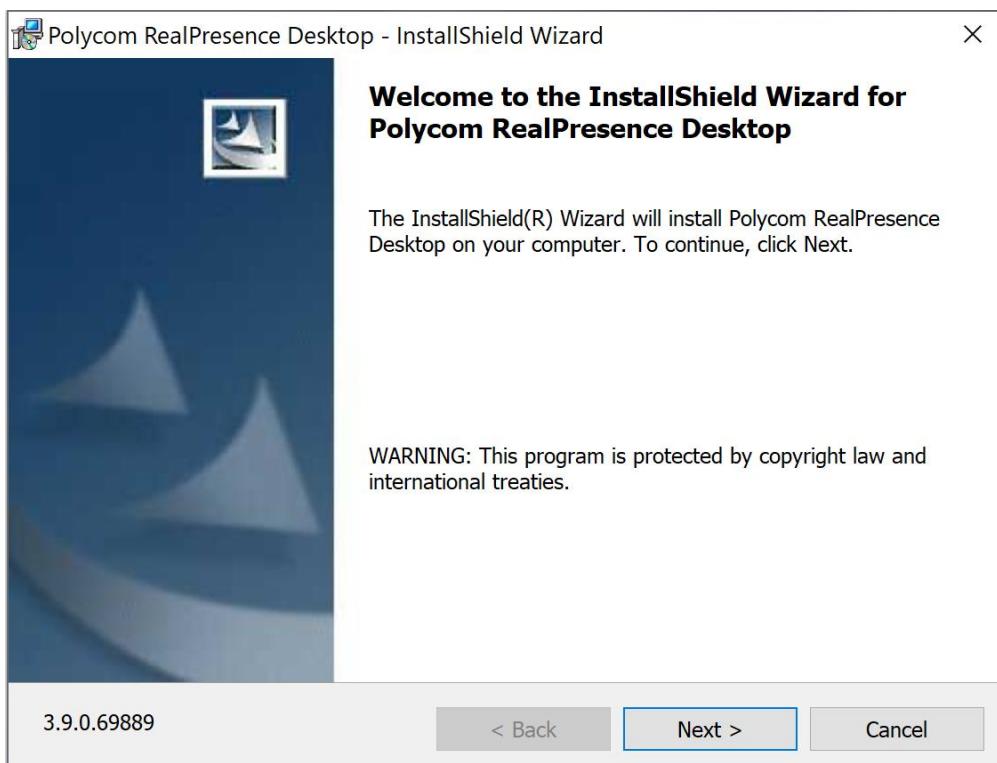 Polycom RealPresence Desktop - InstallShield Wizard
Welcome to the InstallShield Wizard for
Polycom RealPresence Desktop
The InstallShield(R) Wizard will install Polycom RealPresence
Desktop on your computer. To continue, click Next.
WARNING: This program is protected by copyright law and
international treaties.
3.9.0.69889
< Back
Next >
Cancel